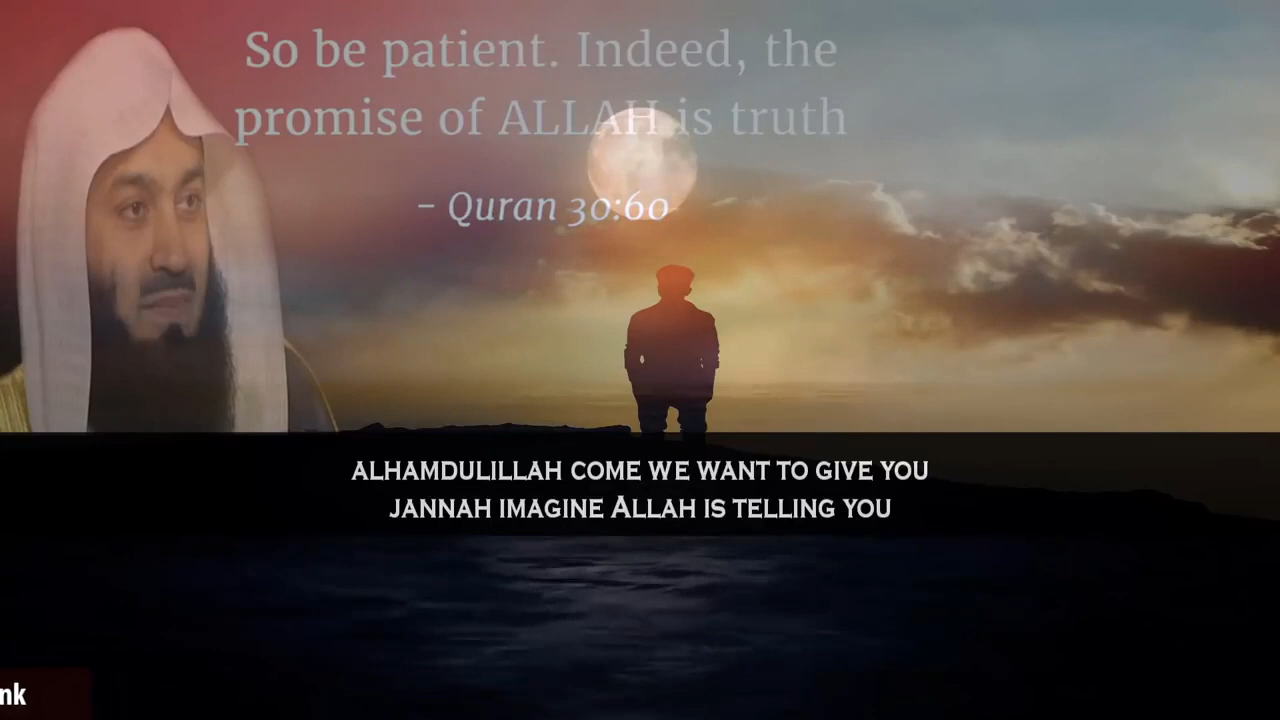 So be patient. Indeed, the
promise of ALLAH is truth
– Quran 30:60
ALHAMDULILLAH COME WE WANT TO GIVE YOU
JANNAH IMAGINE ALLAH IS TELLING YOU
nk